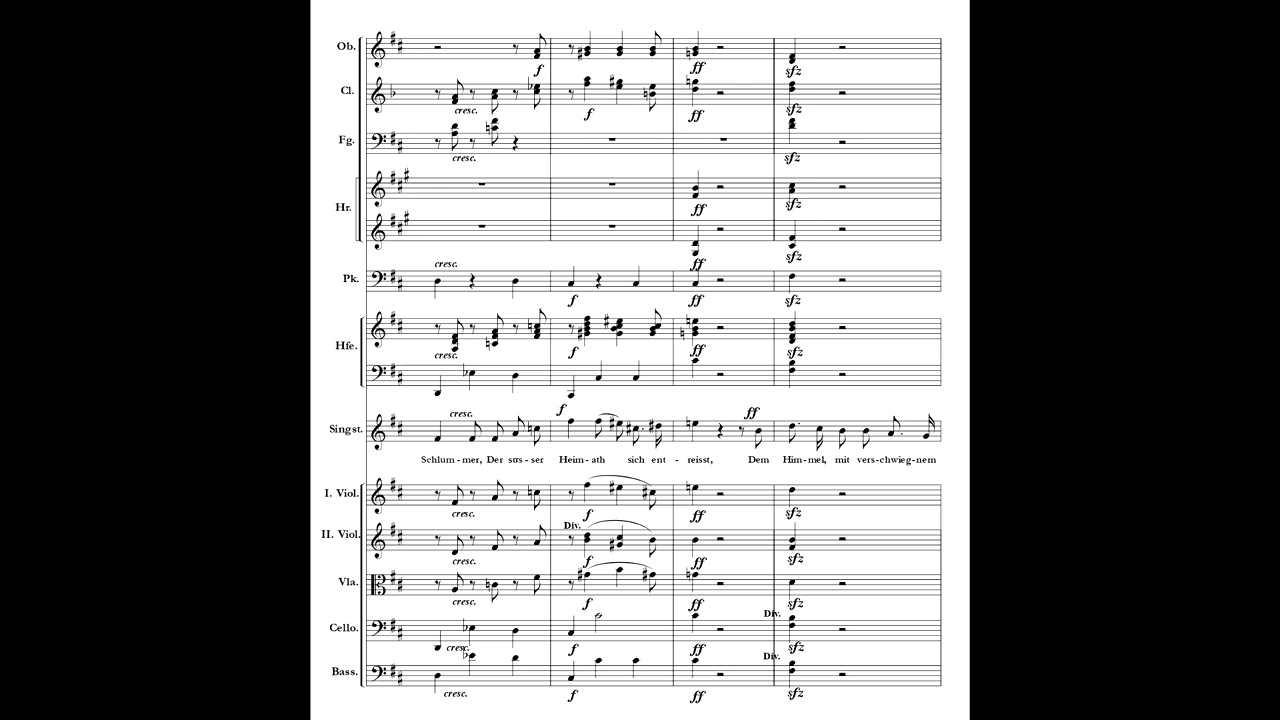 Ob.
f ff sfz
Cl.
cresc. f ff sfz
Fg.
cresc. sfz
Hr.
ff sfz
ff sfz
Pk.
cresc. f ff sfz
Hfe.
cresc. f ff sfz
f
Singst.
cresc. ff
Schlum - mer, Der süs - ser Heim - ath sich ent - reisst, Dem Him - mel, mit vers - chwieg - nem
I. Viol.
cresc. f ff sfz
II. Viol.
Div.
cresc. f ff sfz
Vla.
cresc. f ff sfz
Cello.
Div.
cresc. f ff sfz
Bass.
Div.
cresc. f ff sfz